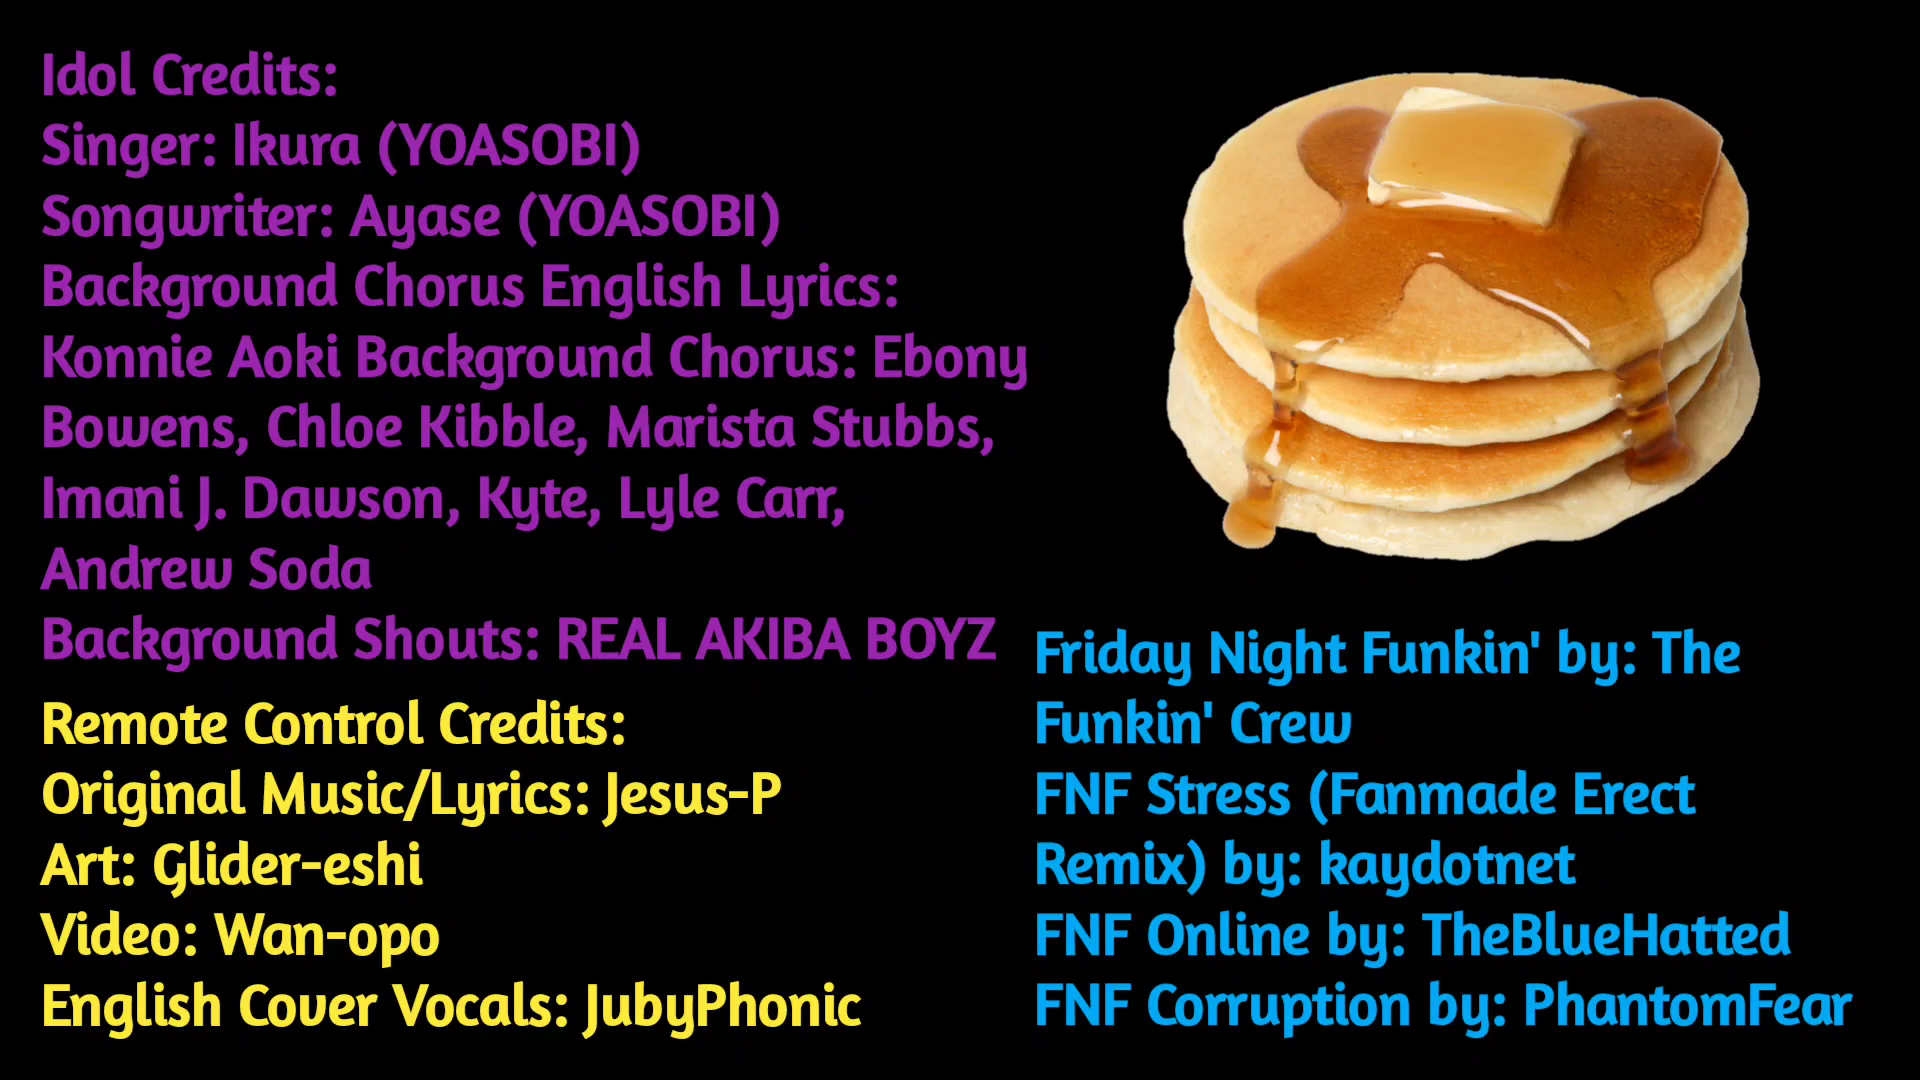 Idol Credits:
Singer: Ikura (YOASOBI)
Songwriter: Ayase (YOASOBI)
Background Chorus English Lyrics:
Konnie Aoki Background Chorus: Ebony
Bowens, Chloe Kibble, Marista Stubbs,
Imani J. Dawson, Kyte, Lyle Carr,
Andrew Soda
Background Shouts: REAL AKIBA BOYZ
Remote Control Credits:
Original Music/Lyrics: Jesus-P
Art: Glider-eshi
Video: Wan-opo
English Cover Vocals: JubyPhonic
Friday Night Funkin' by: The
Funkin' Crew
FNF Stress (Fanmade Erect
Remix) by: kaydotnet
FNF Online by: TheBlueHatted
FNF Corruption by: PhantomFear